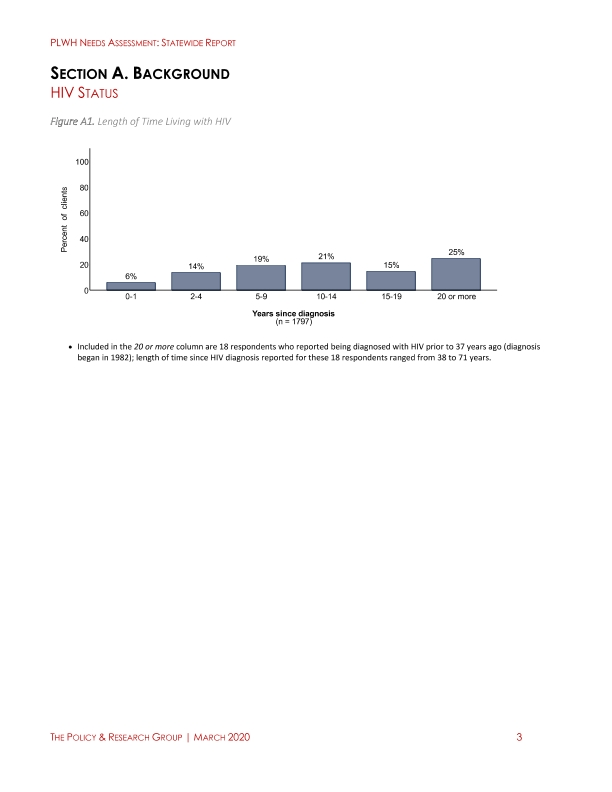 PLWH NEEDS ASSESSMENT: STATEWIDE REPORT
SECTION A. BACKGROUND
HIV STATUS
Figure A1. Length of Time Living with HIV
Percent of clients
100
80
60
40
20
0
6%
14%
19%
21%
15%
25%
0-1
2-4
5-9
10-14
15-19
20 or more
Years since diagnosis
(n = 1797)
• Included in the 20 or more column are 18 respondents who reported being diagnosed with HIV prior to 37 years ago (diagnosis
began in 1982); length of time since HIV diagnosis reported for these 18 respondents ranged from 38 to 71 years.
THE POLICY & RESEARCH GROUP | MARCH 2020
3